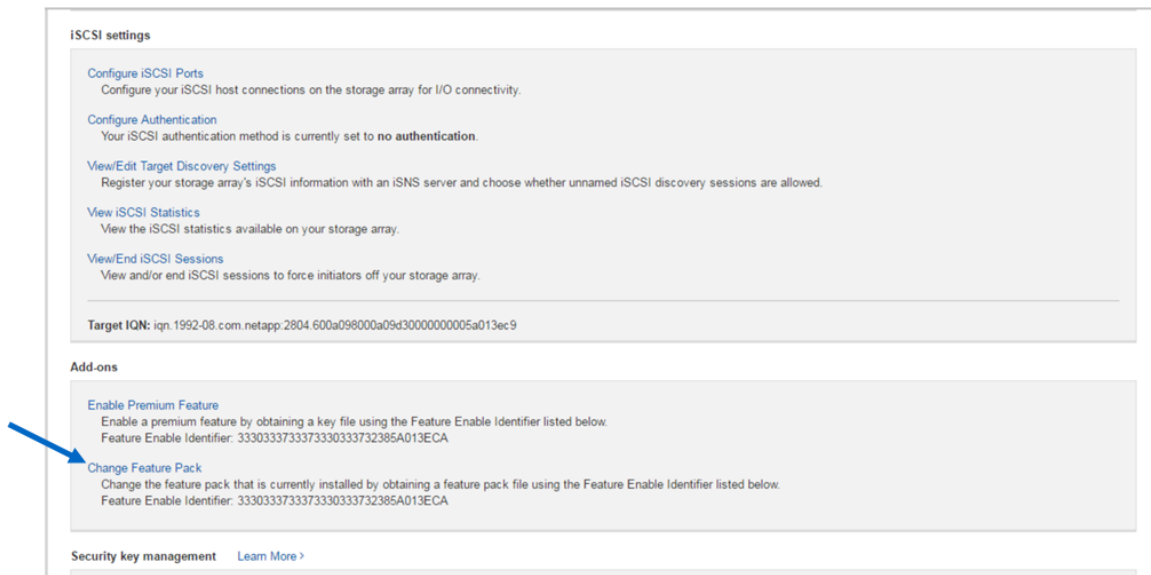 iSCSI settings
Configure iSCSI Ports
Configure your iSCSI host connections on the storage array for I/O connectivity.
Configure Authentication
Your iSCSI authentication method is currently set to no authentication.
View/Edit Target Discovery Settings
Register your storage array's iSCSI information with an iSNS server and choose whether unnamed iSCSI discovery sessions are allowed.
View iSCSI Statistics
View the iSCSI statistics available on your storage array.
View/End iSCSI Sessions
View and/or end iSCSI sessions to force initiators off your storage array.
Target IQN: iqn.1992-08.com.netapp:2804.600a098000a09d30000000005a013ec9
Add-ons
Enable Premium Feature
Enable a premium feature by obtaining a key file using the Feature Enable Identifier listed below.
Feature Enable Identifier: 3330333733373330333732385A013ECA
Change Feature Pack
Change the feature pack that is currently installed by obtaining a feature pack file using the Feature Enable Identifier listed below.
Feature Enable Identifier: 3330333733373330333732385A013ECA
Security key management Learn More >